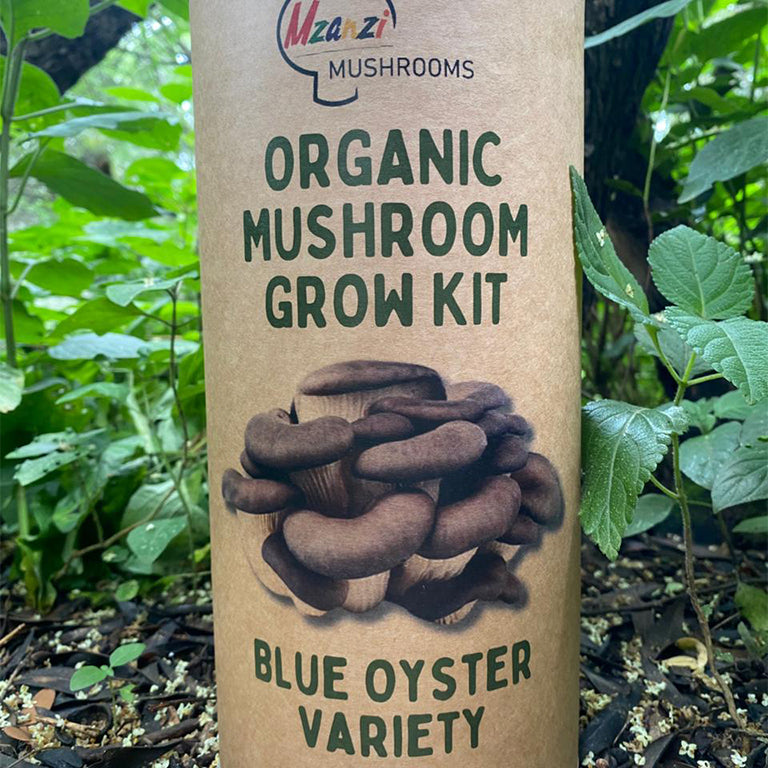 Mzanzi
MUSHROOMS
ORGANIC
MUSHROOM
GROW KIT
BLUE OYSTER
VARIETY